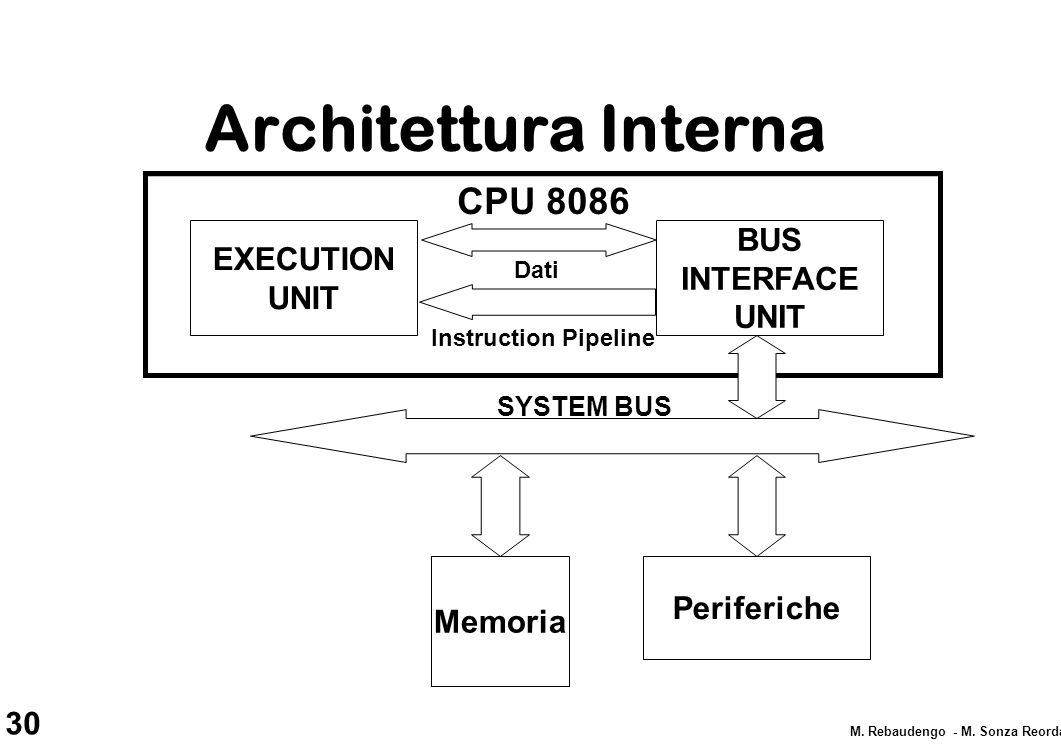 Architettura Interna
CPU 8086
EXECUTION
UNIT
Dati
Instruction Pipeline
BUS
INTERFACE
UNIT
SYSTEM BUS
Memoria
Periferiche
30
M. Rebaudengo - M. Sonza Reorda